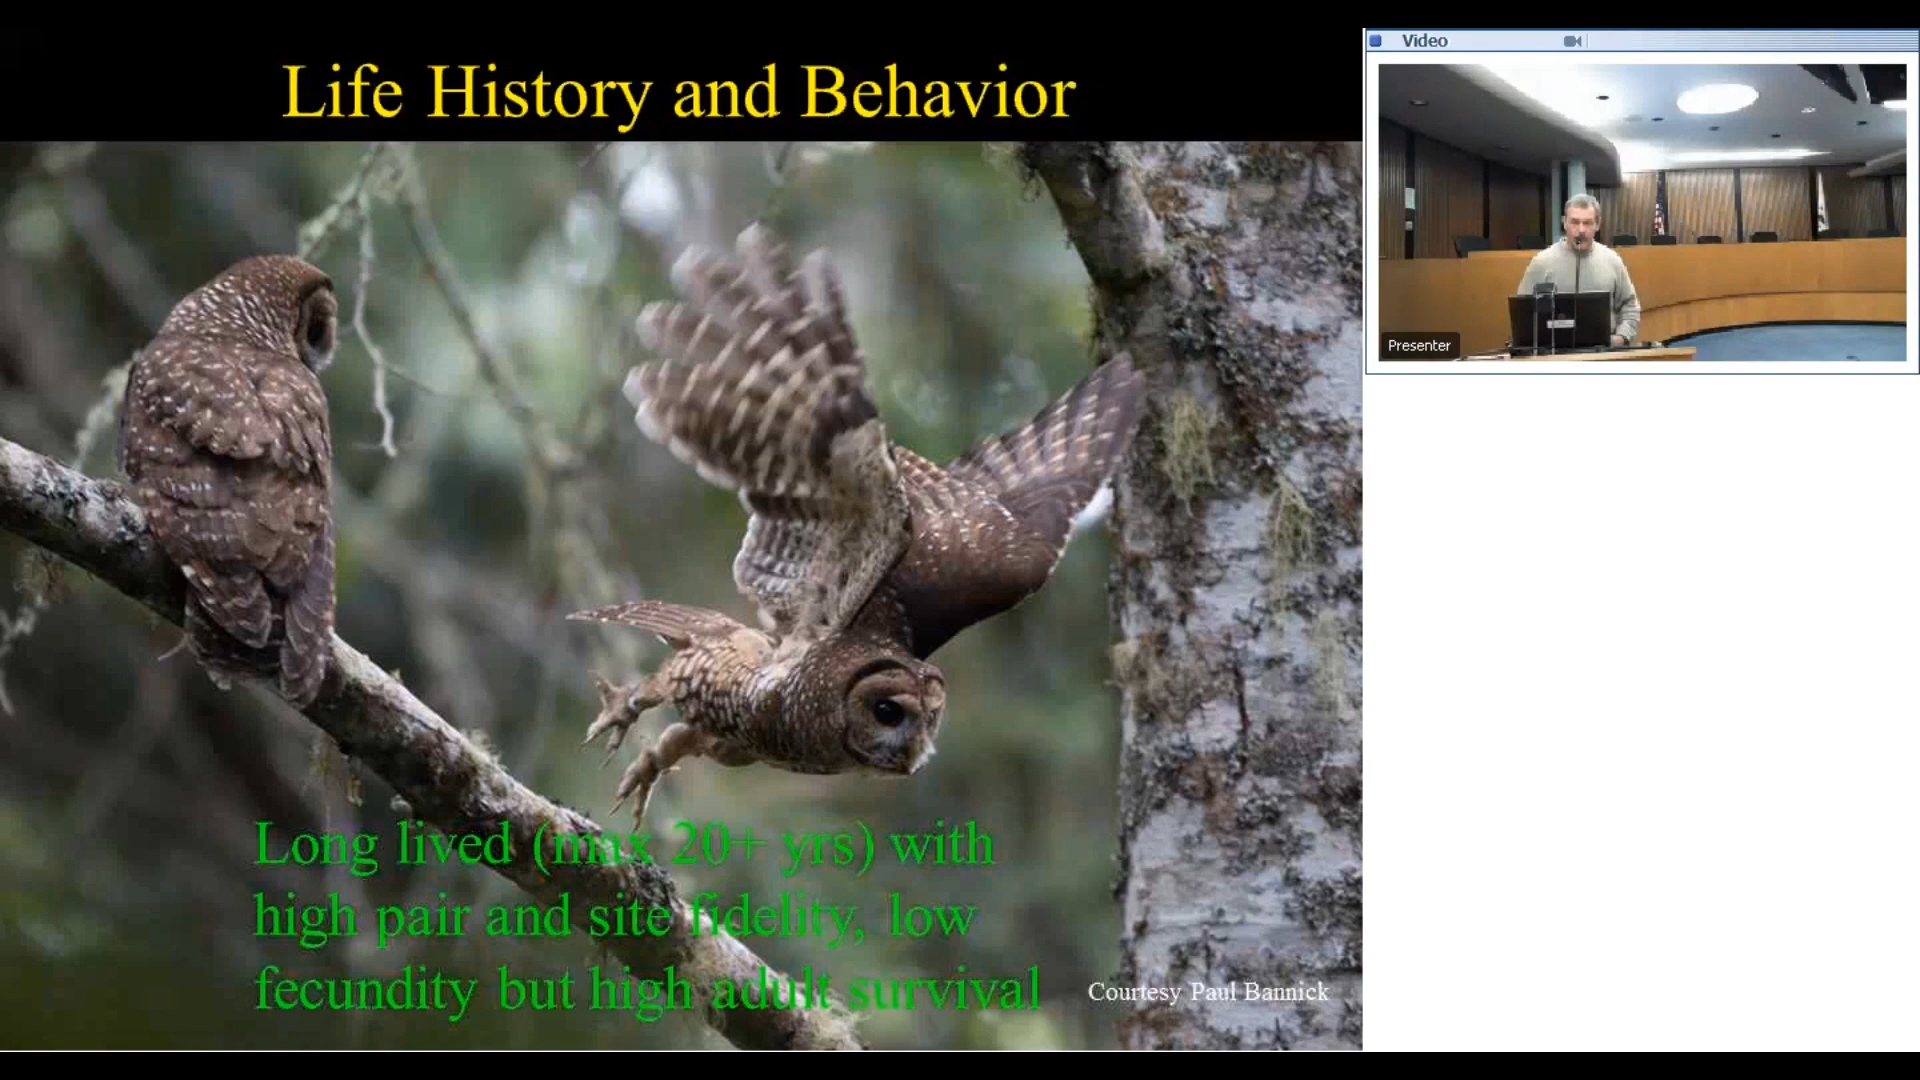 Life History and Behavior
Long lived (max 20+ yrs) with
high pair and site fidelity, low
fecundity but high adult survival
Courtesy Paul Bannick
Video
Presenter